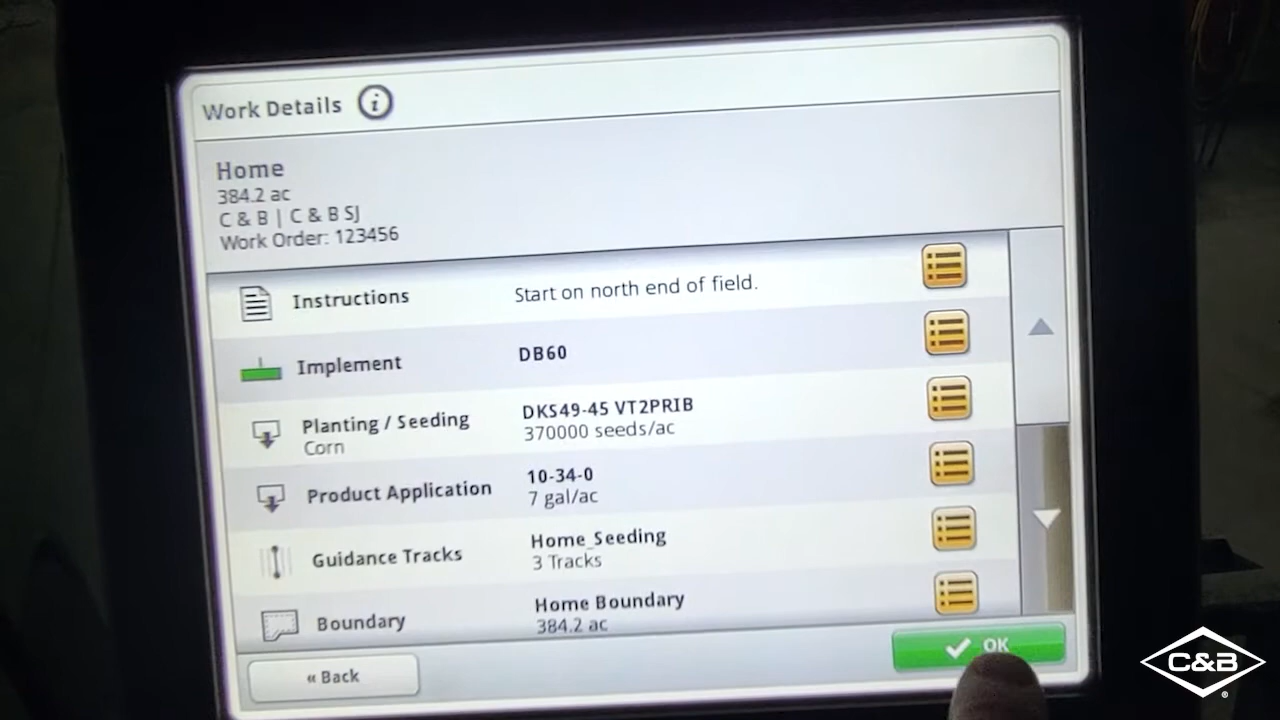 Work Details i
Home
384.2 ac
C & B | C & B SJ
Work Order: 123456
Instructions Start on north end of field.
Implement DB60
Planting / Seeding DKS49-45 VT2PRIB
Corn 370000 seeds/ac
Product Application 10-34-0
7 gal/ac
Guidance Tracks Home_Seeding
3 Tracks
Boundary Home Boundary
384.2 ac
« Back
OK
C&B®